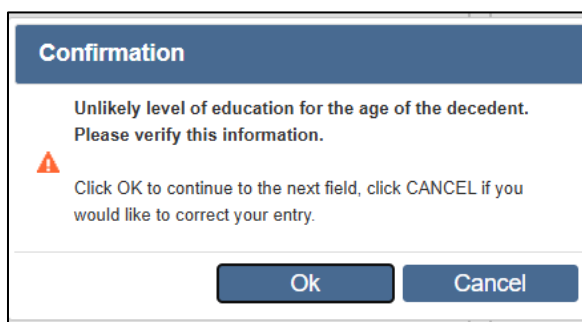 Confirmation
Unlikely level of education for the age of the decedent.
Please verify this information.
Click OK to continue to the next field, click CANCEL if you
would like to correct your entry.
Ok
Cancel